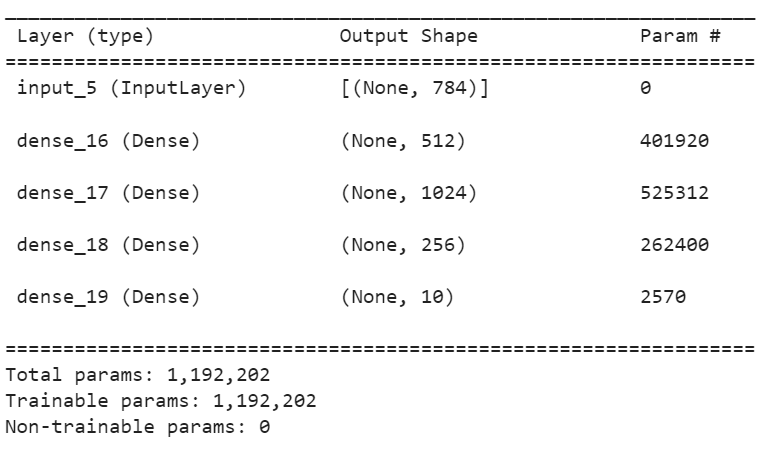 _________________________________________________________________
Layer (type)                Output Shape              Param #
=================================================================
input_5 (InputLayer)        [(None, 784)]             0
dense_16 (Dense)            (None, 512)               401920
dense_17 (Dense)            (None, 1024)              525312
dense_18 (Dense)            (None, 256)               262400
dense_19 (Dense)            (None, 10)                2570
=================================================================
Total params: 1,192,202
Trainable params: 1,192,202
Non-trainable params: 0